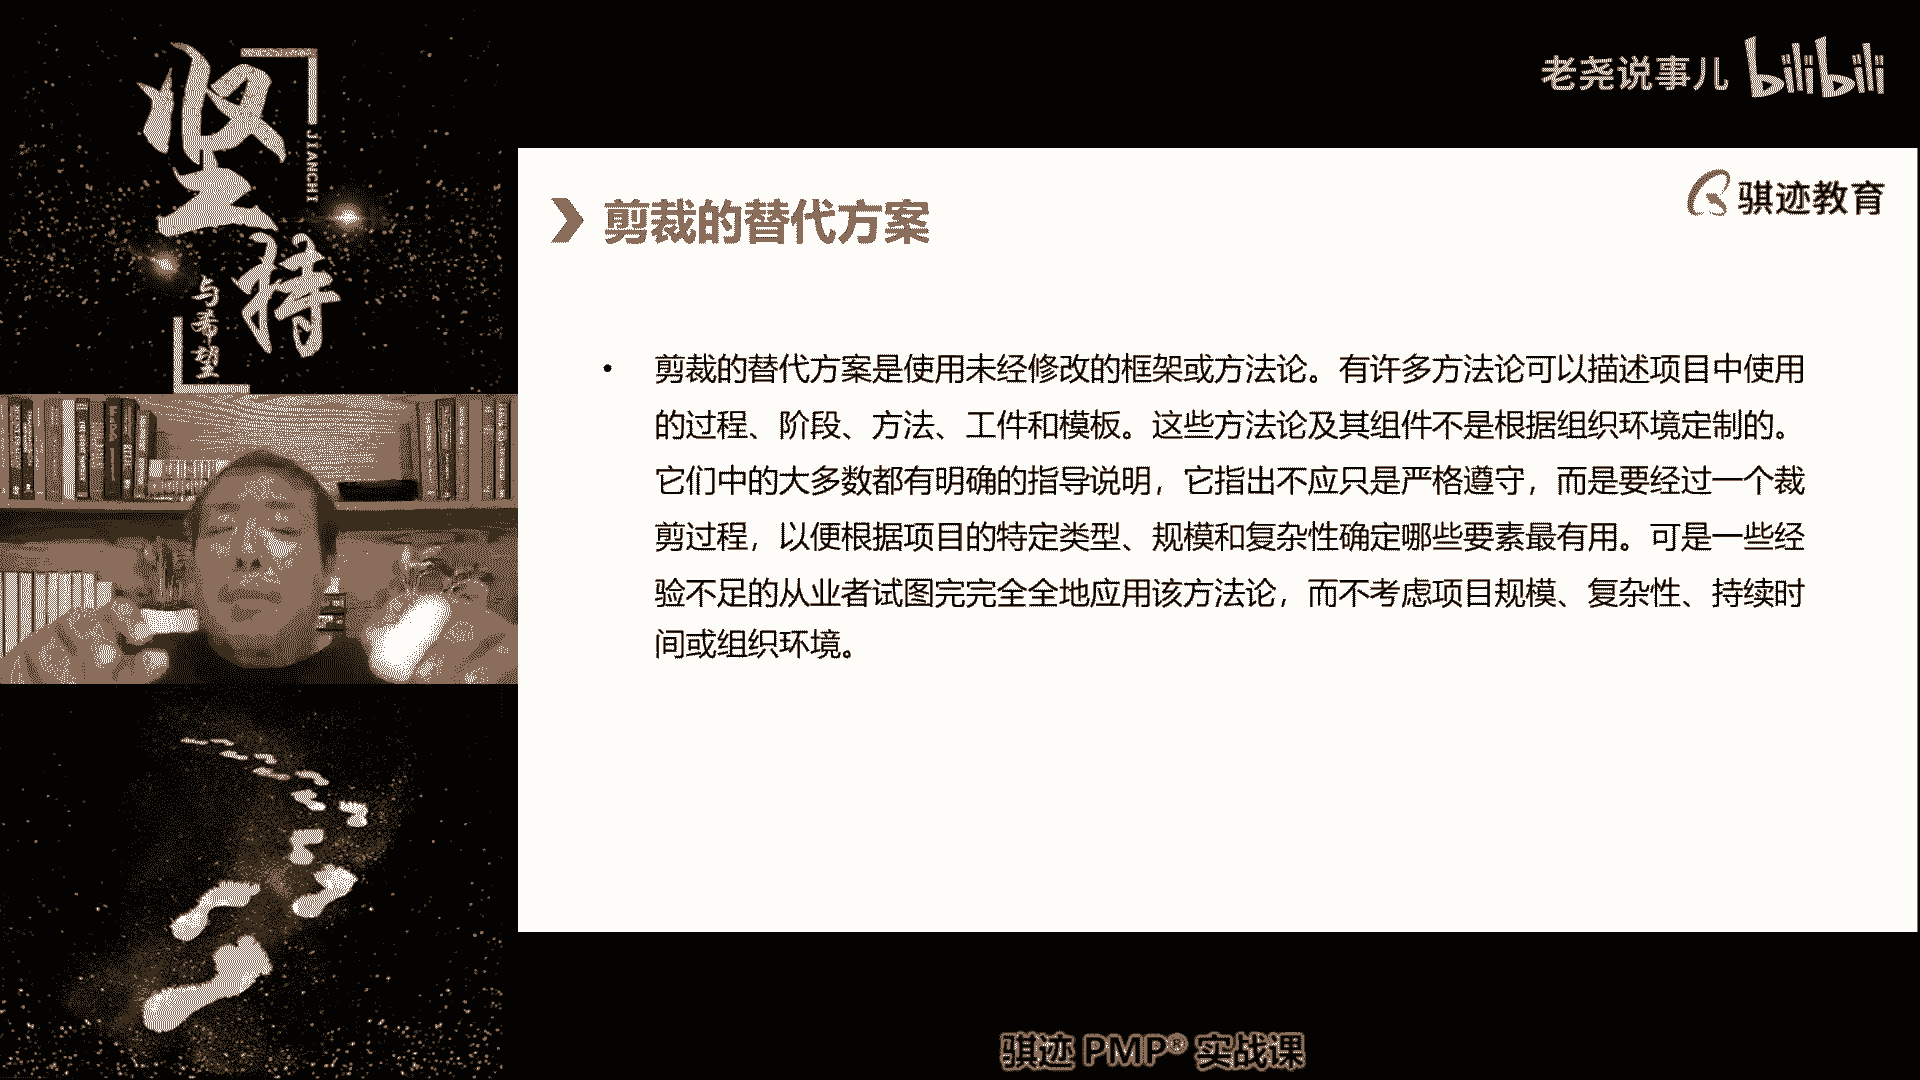 坚持
JIANCHI
与希望
老尧说事儿 bilibili
骐迹教育
剪裁的替代方案
• 剪裁的替代方案是使用未经修改的框架或方法论。有许多方法论可以描述项目中使用
的过程、阶段、方法、工件和模板。这些方法论及其组件不是根据组织环境定制的。
它们中的大多数都有明确的指导说明，它指出不应只是严格遵守，而是要经过一个裁
剪过程，以便根据项目的特定类型、规模和复杂性确定哪些要素最有用。可是一些经
验不足的从业者试图完完全全地应用该方法论，而不考虑项目规模、复杂性、持续时
间或组织环境。
骐迹 PMP® 实战课